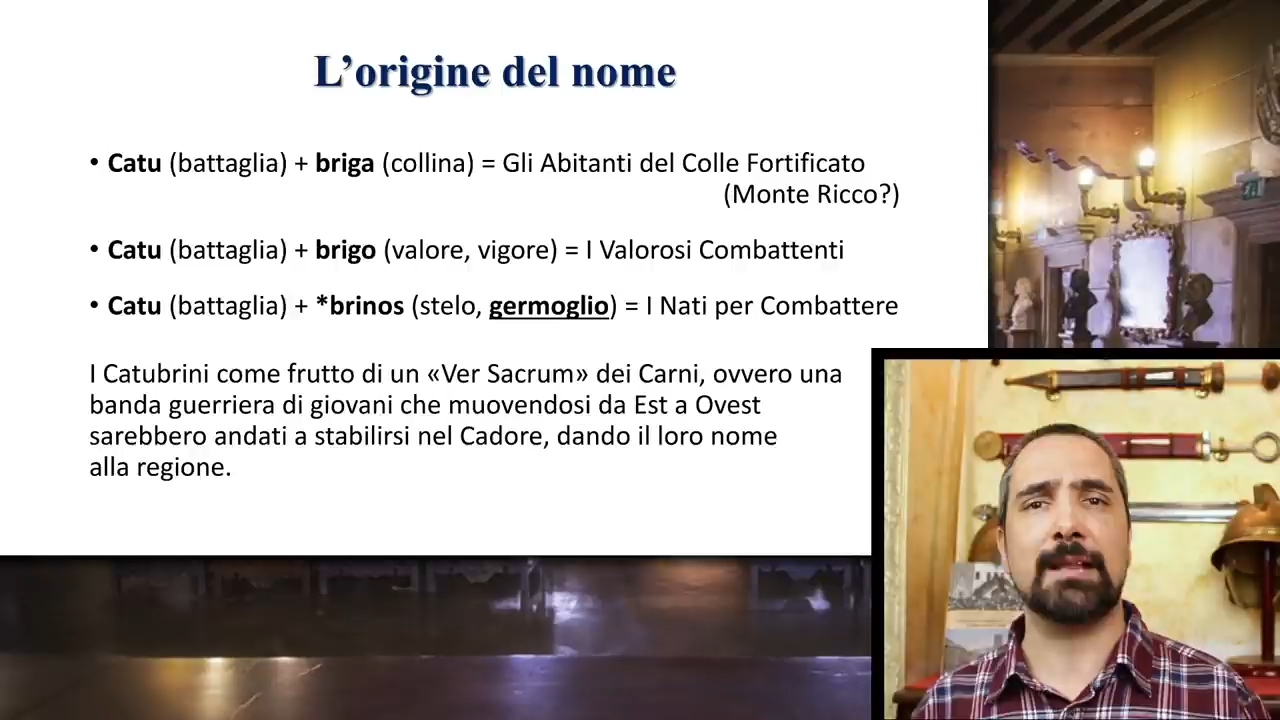 L’origine del nome
• Catu (battaglia) + briga (collina) = Gli Abitanti del Colle Fortificato
(Monte Ricco?)
• Catu (battaglia) + brigo (valore, vigore) = I Valorosi Combattenti
• Catu (battaglia) + *brinos (stelo, germoglio) = I Nati per Combattere
I Catubrini come frutto di un «Ver Sacrum» dei Carni, ovvero una
banda guerriera di giovani che muovendosi da Est a Ovest
sarebbero andati a stabilirsi nel Cadore, dando il loro nome
alla regione.